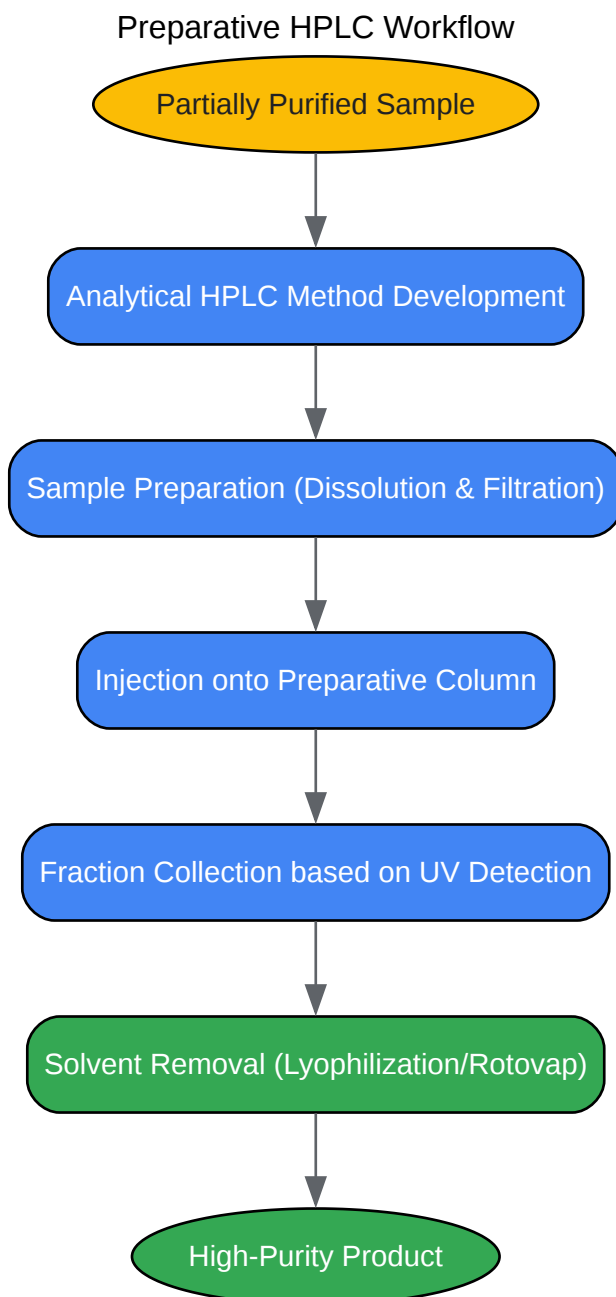 Preparative HPLC Workflow
Partially Purified Sample
Analytical HPLC Method Development
Sample Preparation (Dissolution & Filtration)
Injection onto Preparative Column
Fraction Collection based on UV Detection
Solvent Removal (Lyophilization/Rotovap)
High-Purity Product